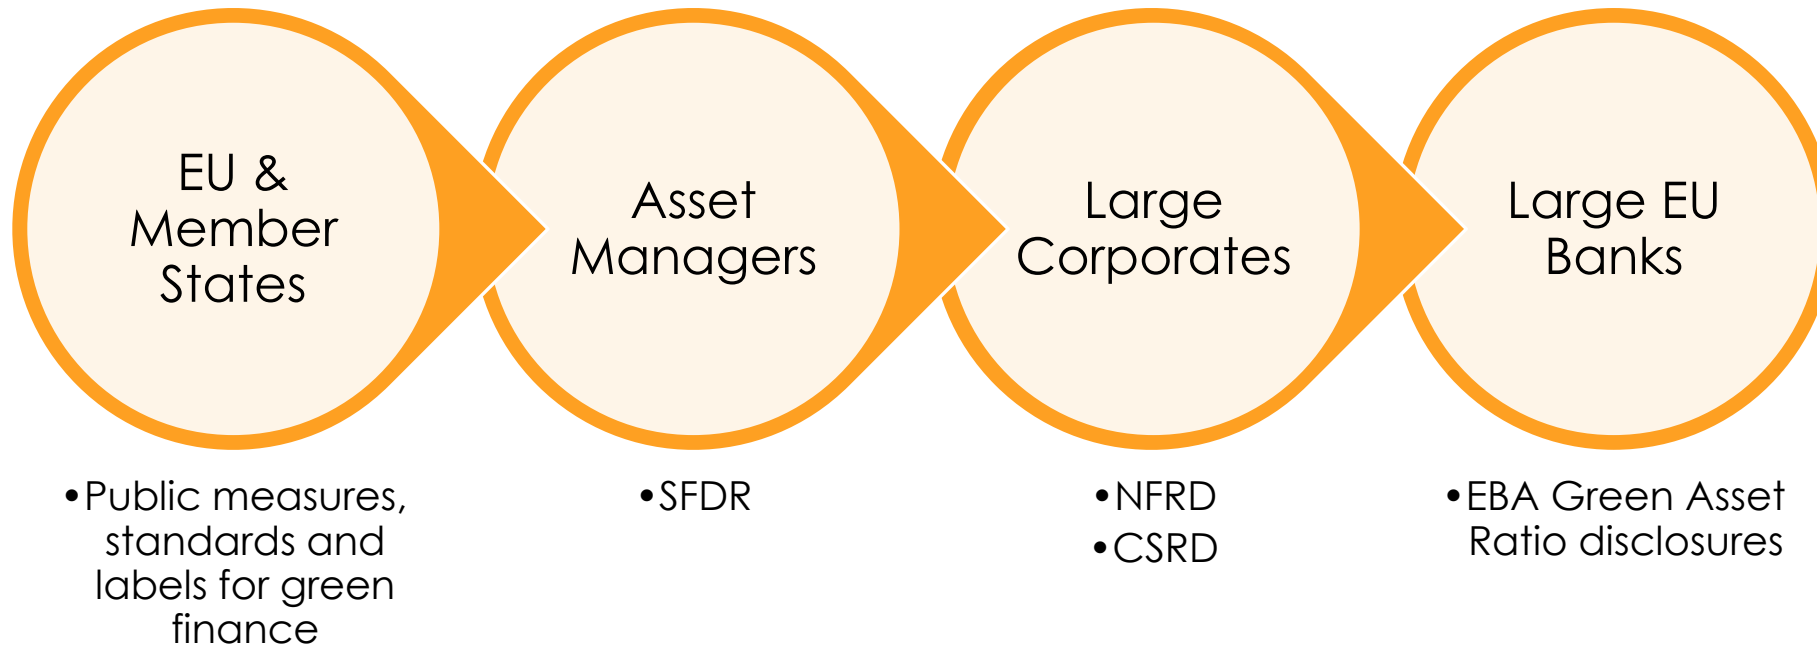 EU &
Member
States
Asset
Managers
Large
Corporates
Large EU
Banks
•Public measures,
standards and
labels for green
finance
•SFDR
•NFRD
•CSRD
•EBA Green Asset
Ratio disclosures